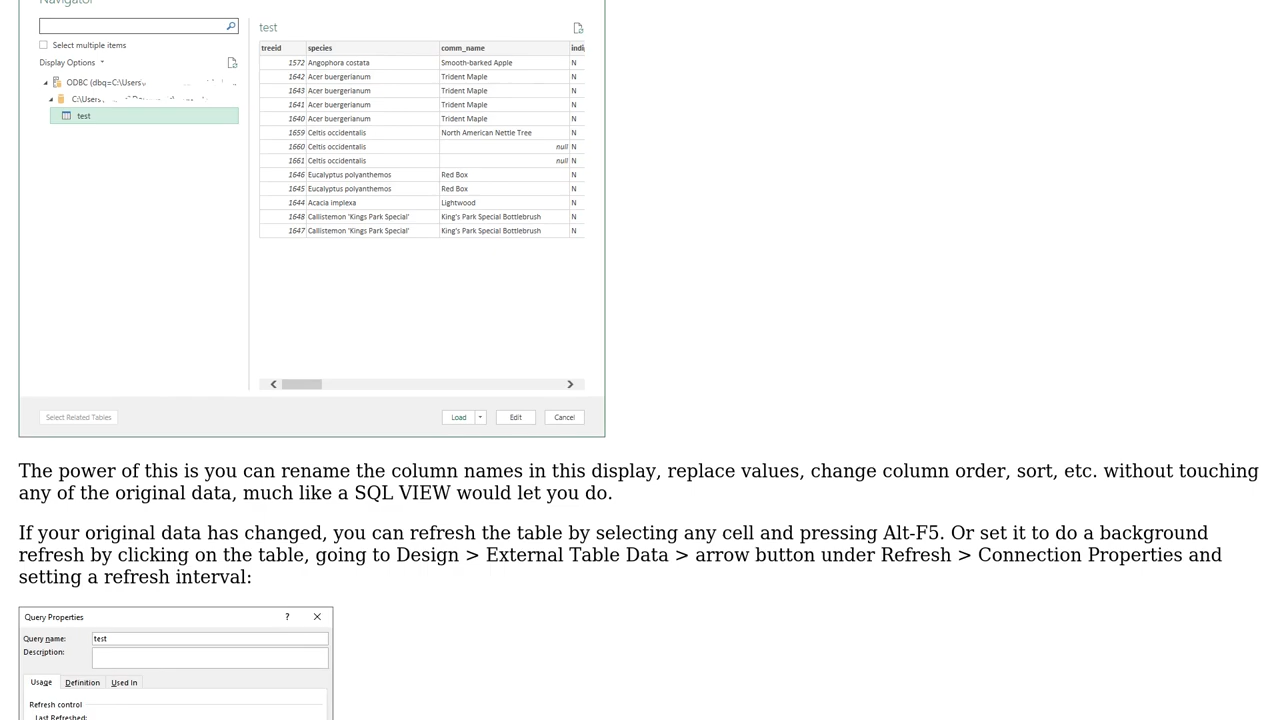 Navigator
test
Select multiple items
Display Options
ODBC (dbq=C:\Users\
C:\Users
test
treeid species comm_name indi
1572 Angophora costata Smooth-barked Apple N
1642 Acer buergerianum Trident Maple N
1643 Acer buergerianum Trident Maple N
1641 Acer buergerianum Trident Maple N
1640 Acer buergerianum Trident Maple N
1659 Celtis occidentalis North American Nettle Tree N
1660 Celtis occidentalis null N
1661 Celtis occidentalis null N
1646 Eucalyptus polyanthemos Red Box N
1645 Eucalyptus polyanthemos Red Box N
1644 Acacia implexa Lightwood N
1648 Callistemon 'Kings Park Special' King's Park Special Bottlebrush N
1647 Callistemon 'Kings Park Special' King's Park Special Bottlebrush N
Select Related Tables Load Edit Cancel
The power of this is you can rename the column names in this display, replace values, change column order, sort, etc. without touching
any of the original data, much like a SQL VIEW would let you do.
If your original data has changed, you can refresh the table by selecting any cell and pressing Alt-F5. Or set it to do a background
refresh by clicking on the table, going to Design > External Table Data > arrow button under Refresh > Connection Properties and
setting a refresh interval:
Query Properties ?
Query name: test
Description:
Usage Definition Used In
Refresh control
Last Refreshed: